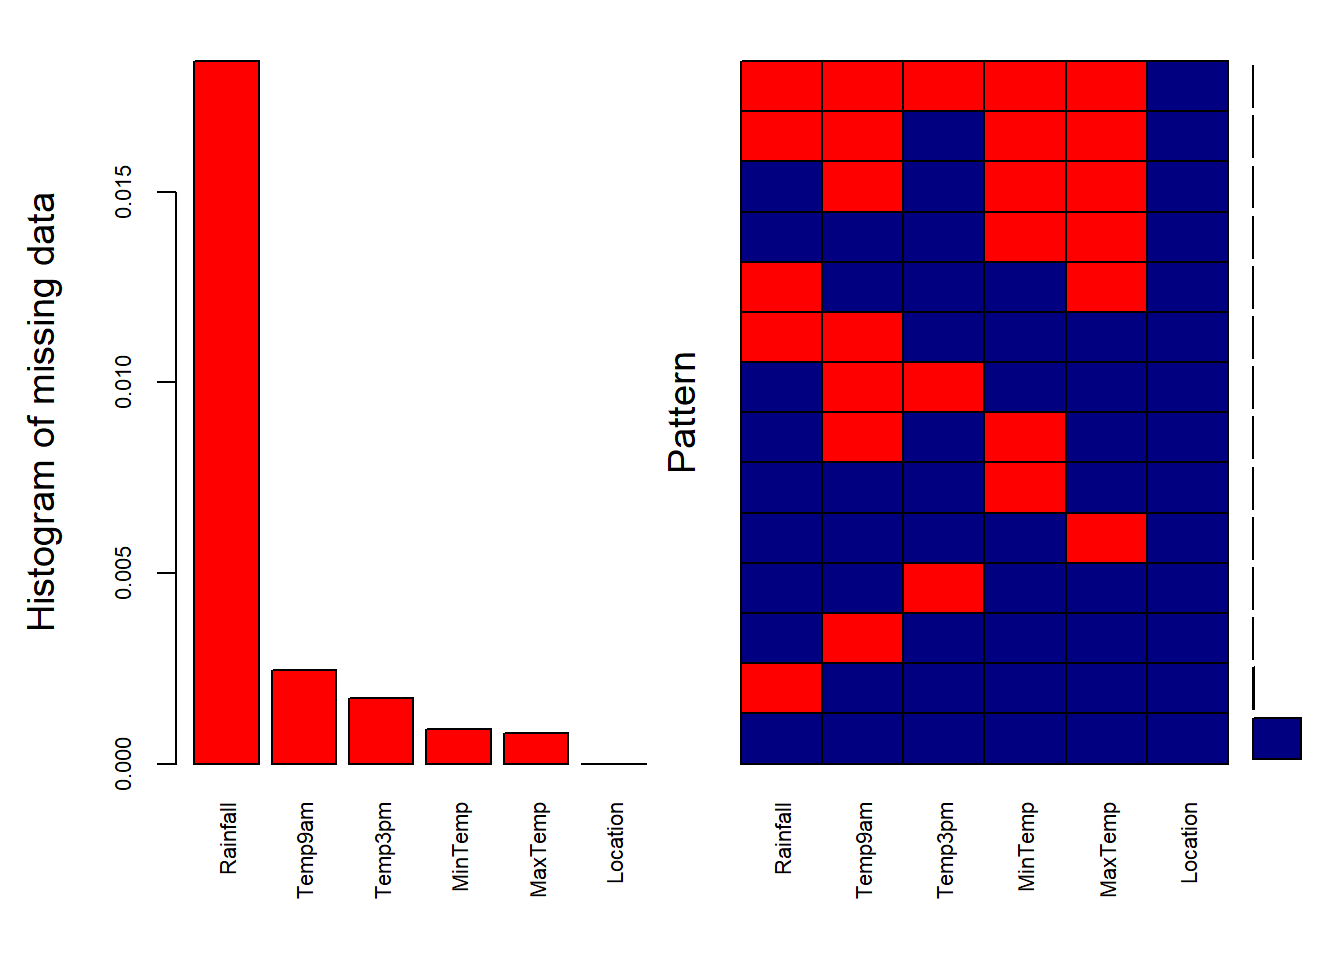 Histogram of missing data
0.015
0.010
0.005
0.000
Rainfall
Temp9am
Temp3pm
MinTemp
MaxTemp
Location
Pattern
Rainfall
Temp9am
Temp3pm
MinTemp
MaxTemp
Location